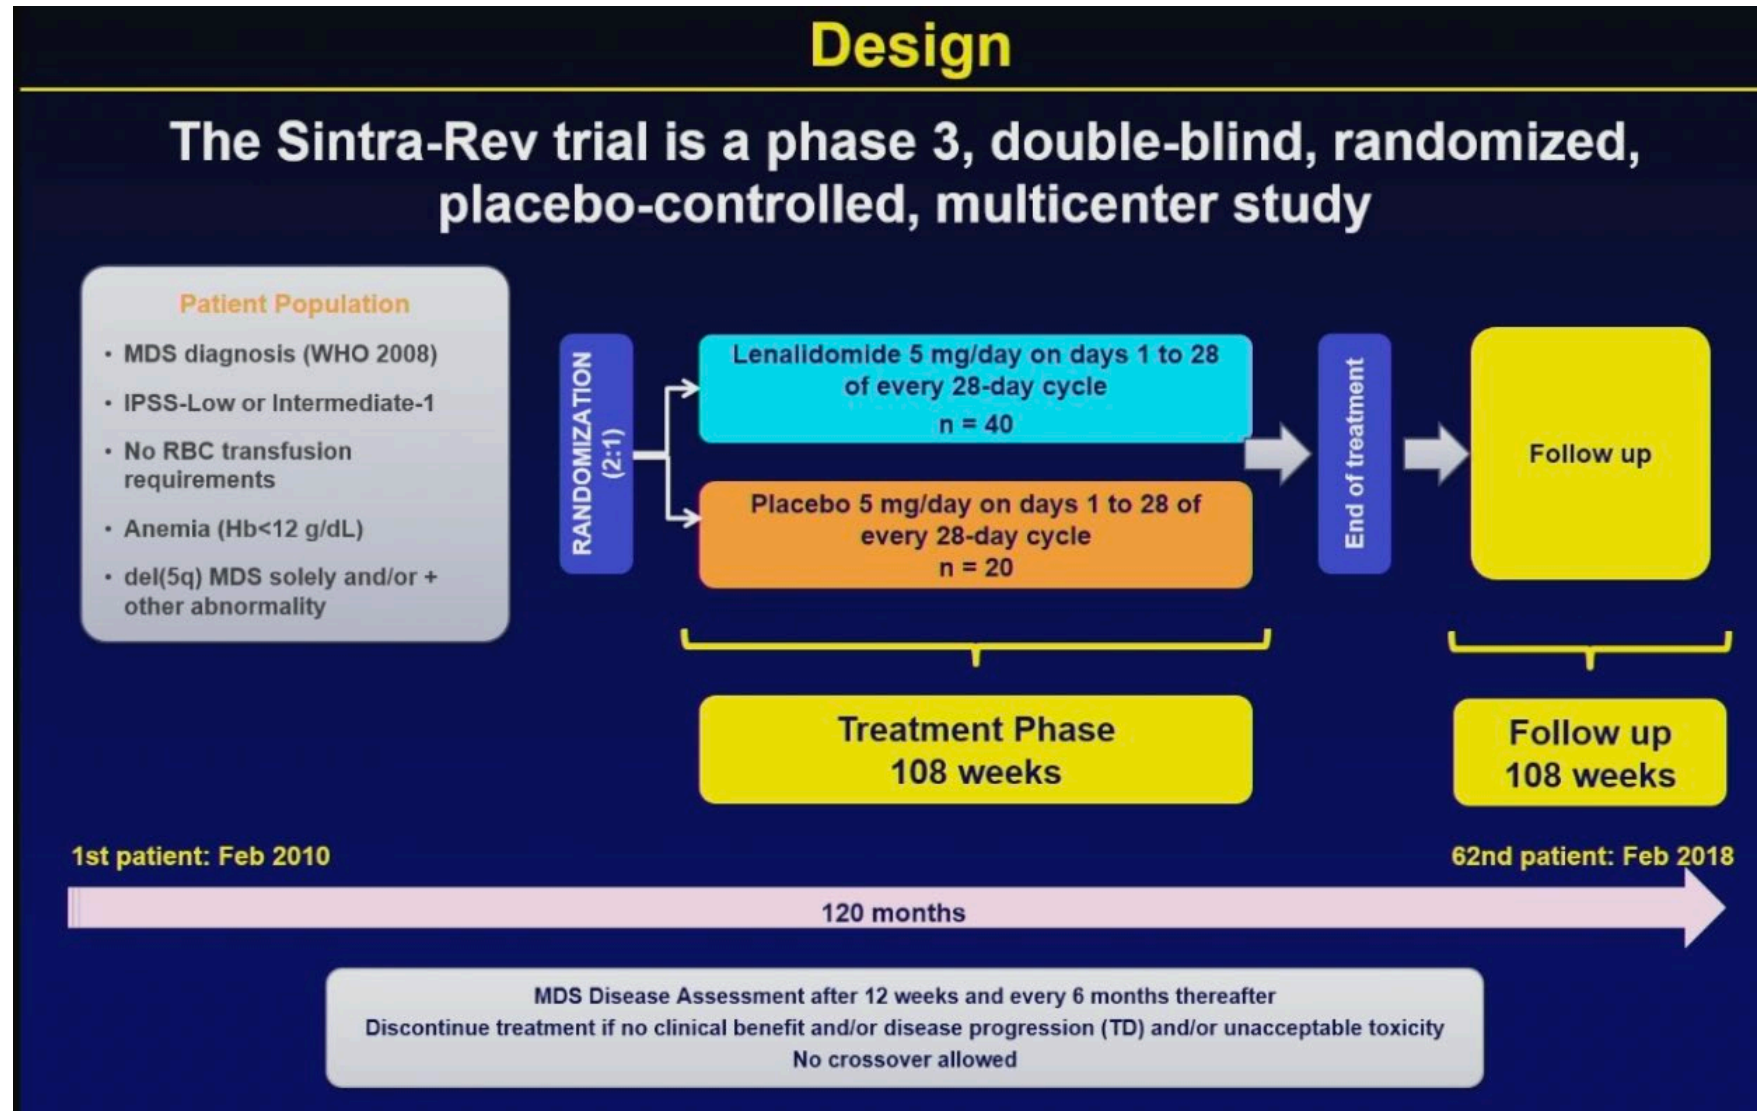 Design
The Sintra-Rev trial is a phase 3, double-blind, randomized,
placebo-controlled, multicenter study
Patient Population
• MDS diagnosis (WHO 2008)
• IPSS-Low or Intermediate-1
• No RBC transfusion
requirements
• Anemia (Hb<12 g/dL)
• del(5q) MDS solely and/or +
other abnormality
RANDOMIZATION
(2:1)
Lenalidomide 5 mg/day on days 1 to 28
of every 28-day cycle
n = 40
Placebo 5 mg/day on days 1 to 28 of
every 28-day cycle
n = 20
End of treatment
Follow up
Treatment Phase
108 weeks
Follow up
108 weeks
1st patient: Feb 2010
62nd patient: Feb 2018
120 months
MDS Disease Assessment after 12 weeks and every 6 months thereafter
Discontinue treatment if no clinical benefit and/or disease progression (TD) and/or unacceptable toxicity
No crossover allowed